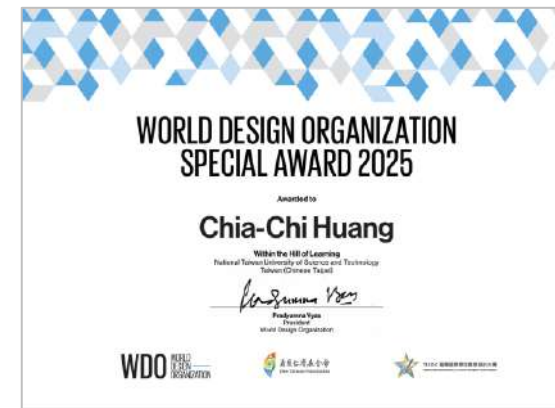 WORLD DESIGN ORGANIZATION
SPECIAL AWARD 2025
Awarded to
Chia-Chi Huang
Within the Hill of Learning
National Taiwan University of Science and Technology
Taiwan (Chinese Taipei)
Pradyumna Vyas
President
World Design Organization
WDO WORLD
DESIGN
ORGANIZATION